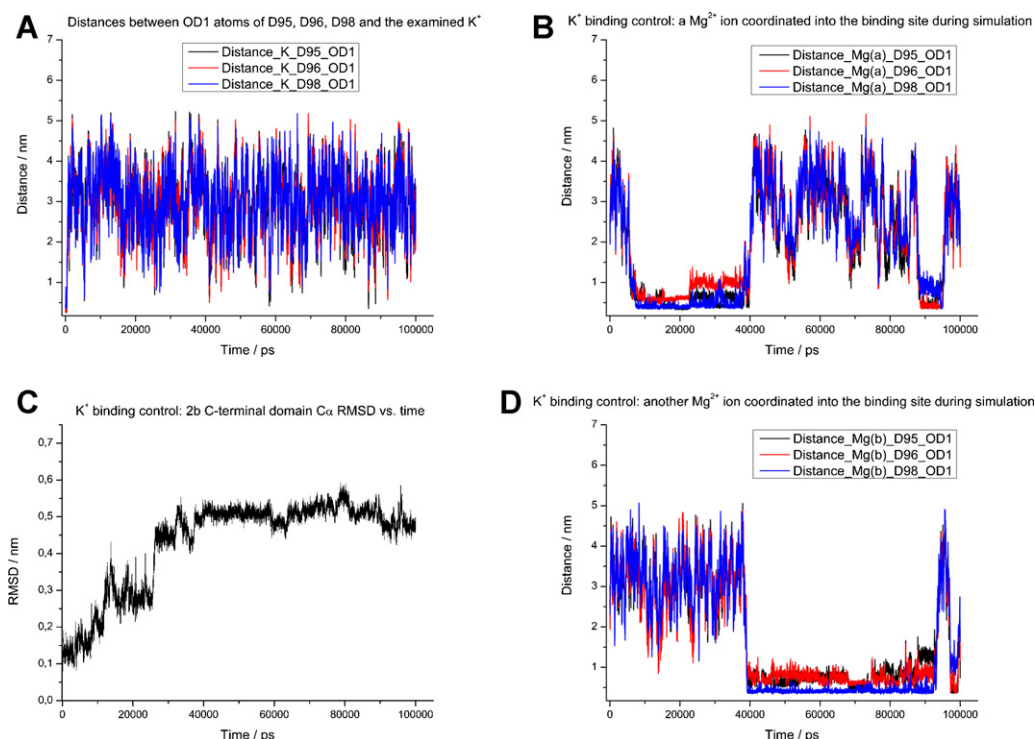 A
Distances between OD1 atoms of D95, D96, D98 and the examined K⁺
Distance_K_D95_OD1
Distance_K_D96_OD1
Distance_K_D98_OD1
7
6
5
4
3
2
1
Distance / nm
0 20000 40000 60000 80000 100000
Time / ps
B
K⁺ binding control: a Mg²⁺ ion coordinated into the binding site during simulation
Distance_Mg(a)_D95_OD1
Distance_Mg(a)_D96_OD1
Distance_Mg(a)_D98_OD1
7
6
5
4
3
2
1
Distance / nm
0 20000 40000 60000 80000 100000
Time / ps
C
K⁺ binding control: 2b C-terminal domain Cα RMSD vs. time
0,7
0,6
0,5
0,4
0,3
0,2
0,1
0,0
RMSD / nm
0 20000 40000 60000 80000 100000
Time / ps
D
K⁺ binding control: another Mg²⁺ ion coordinated into the binding site during simulation
Distance_Mg(b)_D95_OD1
Distance_Mg(b)_D96_OD1
Distance_Mg(b)_D98_OD1
7
6
5
4
3
2
1
Distance / nm
0 20000 40000 60000 80000 100000
Time / ps